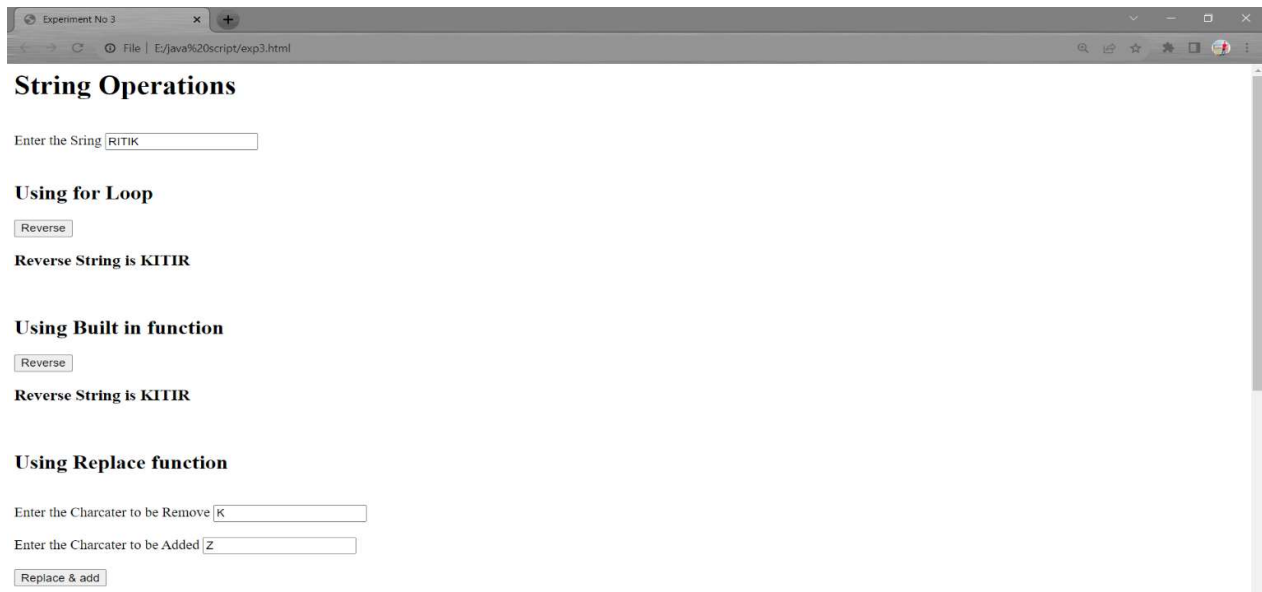 Experiment No 3
File | E:/java%20script/exp3.html
String Operations
Enter the Sring RITIK
Using for Loop
Reverse
Reverse String is KITIR
Using Built in function
Reverse
Reverse String is KITIR
Using Replace function
Enter the Charcater to be Remove K
Enter the Charcater to be Added Z
Replace & add